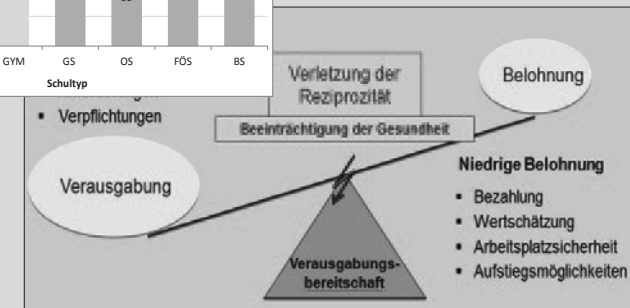 GYM GS OS FÖS BS
Schultyp
▪ Verpflichtungen
Verausgabung
Verletzung der
Reziprozität
Beeinträchtigung der Gesundheit
Belohnung
Niedrige Belohnung
▪ Bezahlung
▪ Wertschätzung
▪ Arbeitsplatzsicherheit
▪ Aufstiegsmöglichkeiten
Verausgabungs-
bereitschaft